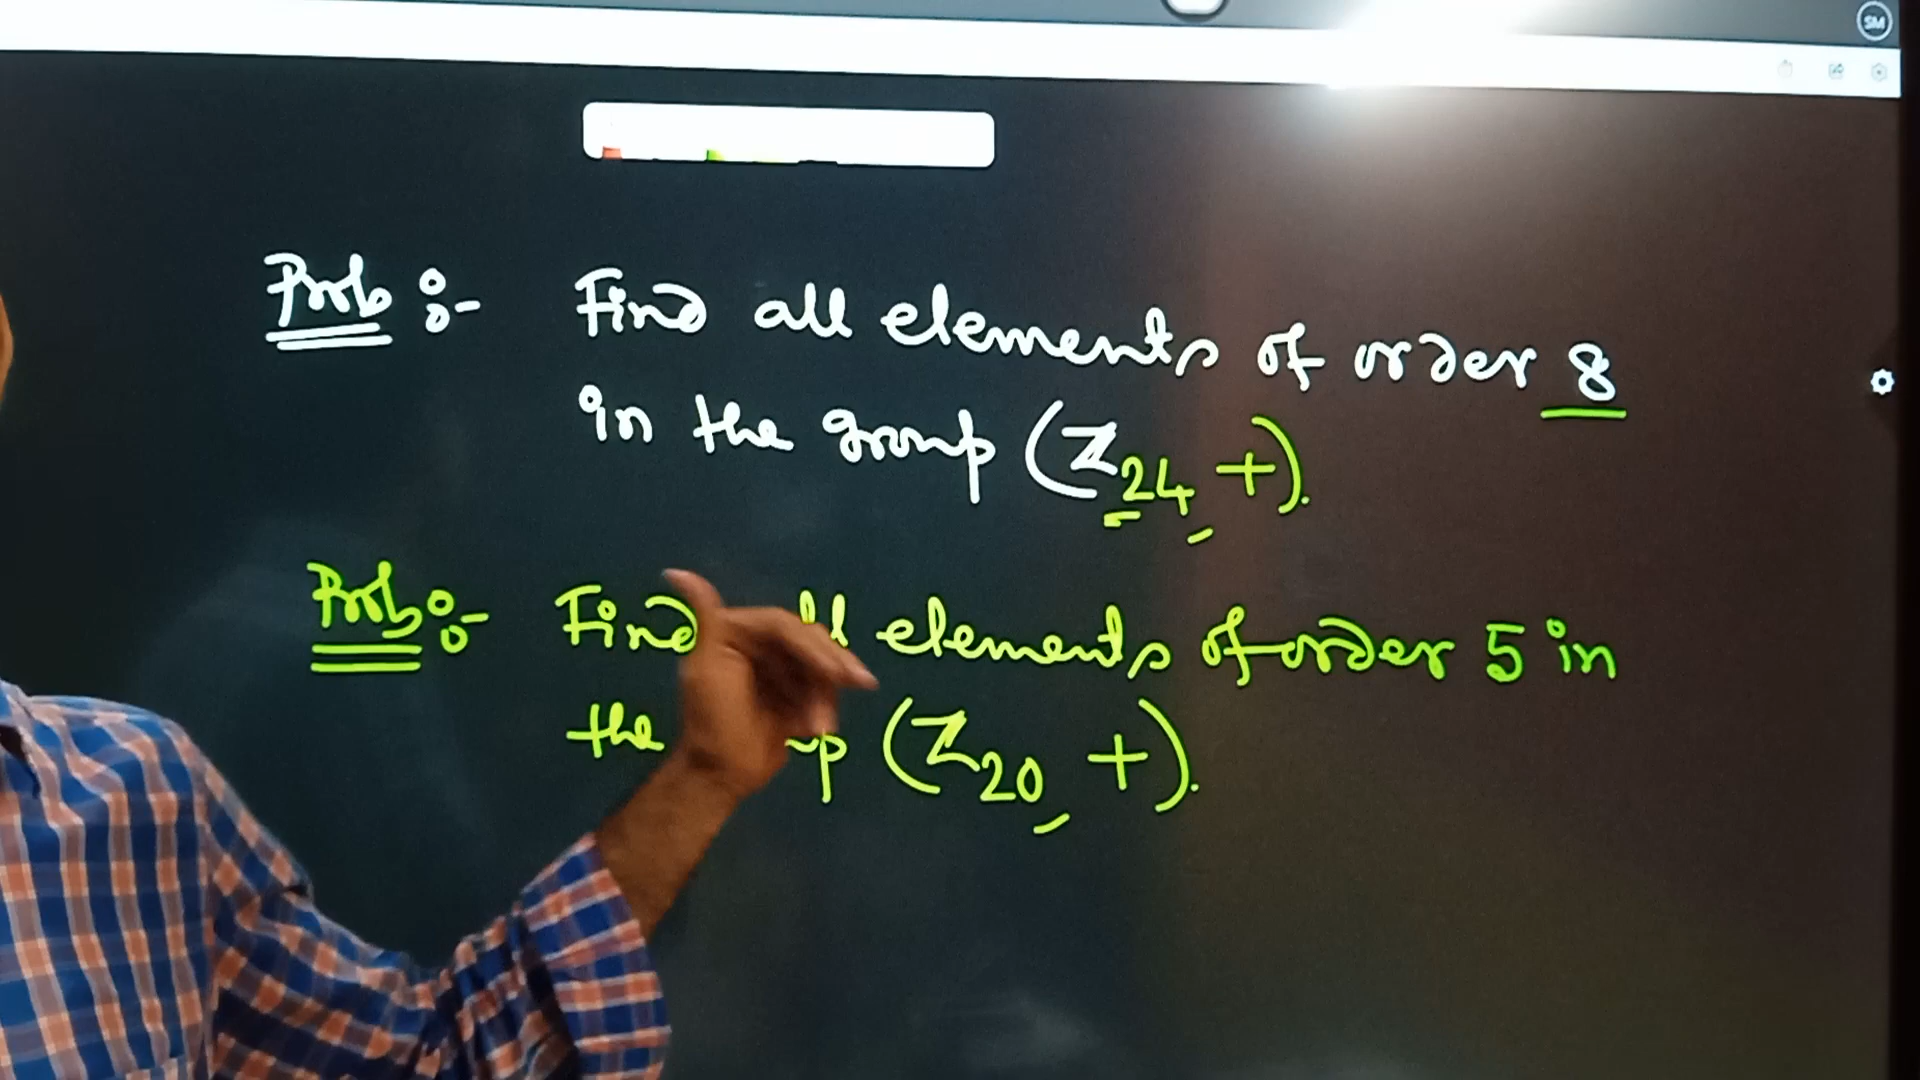 Prob :- Find all elements of order 8
in the group (Z24, +).
Prob :- Find elements of order 5 in
the (Z20, +).
SM